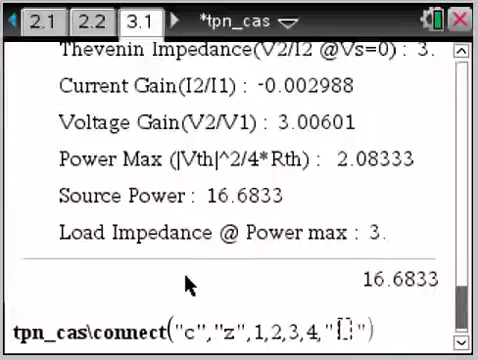 2.1 2.2 3.1 *tpn_cas
Thevenin Impedance(V2/I2 @Vs=0) : 3.
Current Gain(I2/I1) : -0.002988
Voltage Gain(V2/V1) : 3.00601
Power Max (|Vth|^2/4*Rth) : 2.08333
Source Power : 16.6833
Load Impedance @ Power max : 3.
16.6833
tpn_cas\connect("c","z",1,2,3,4,"")